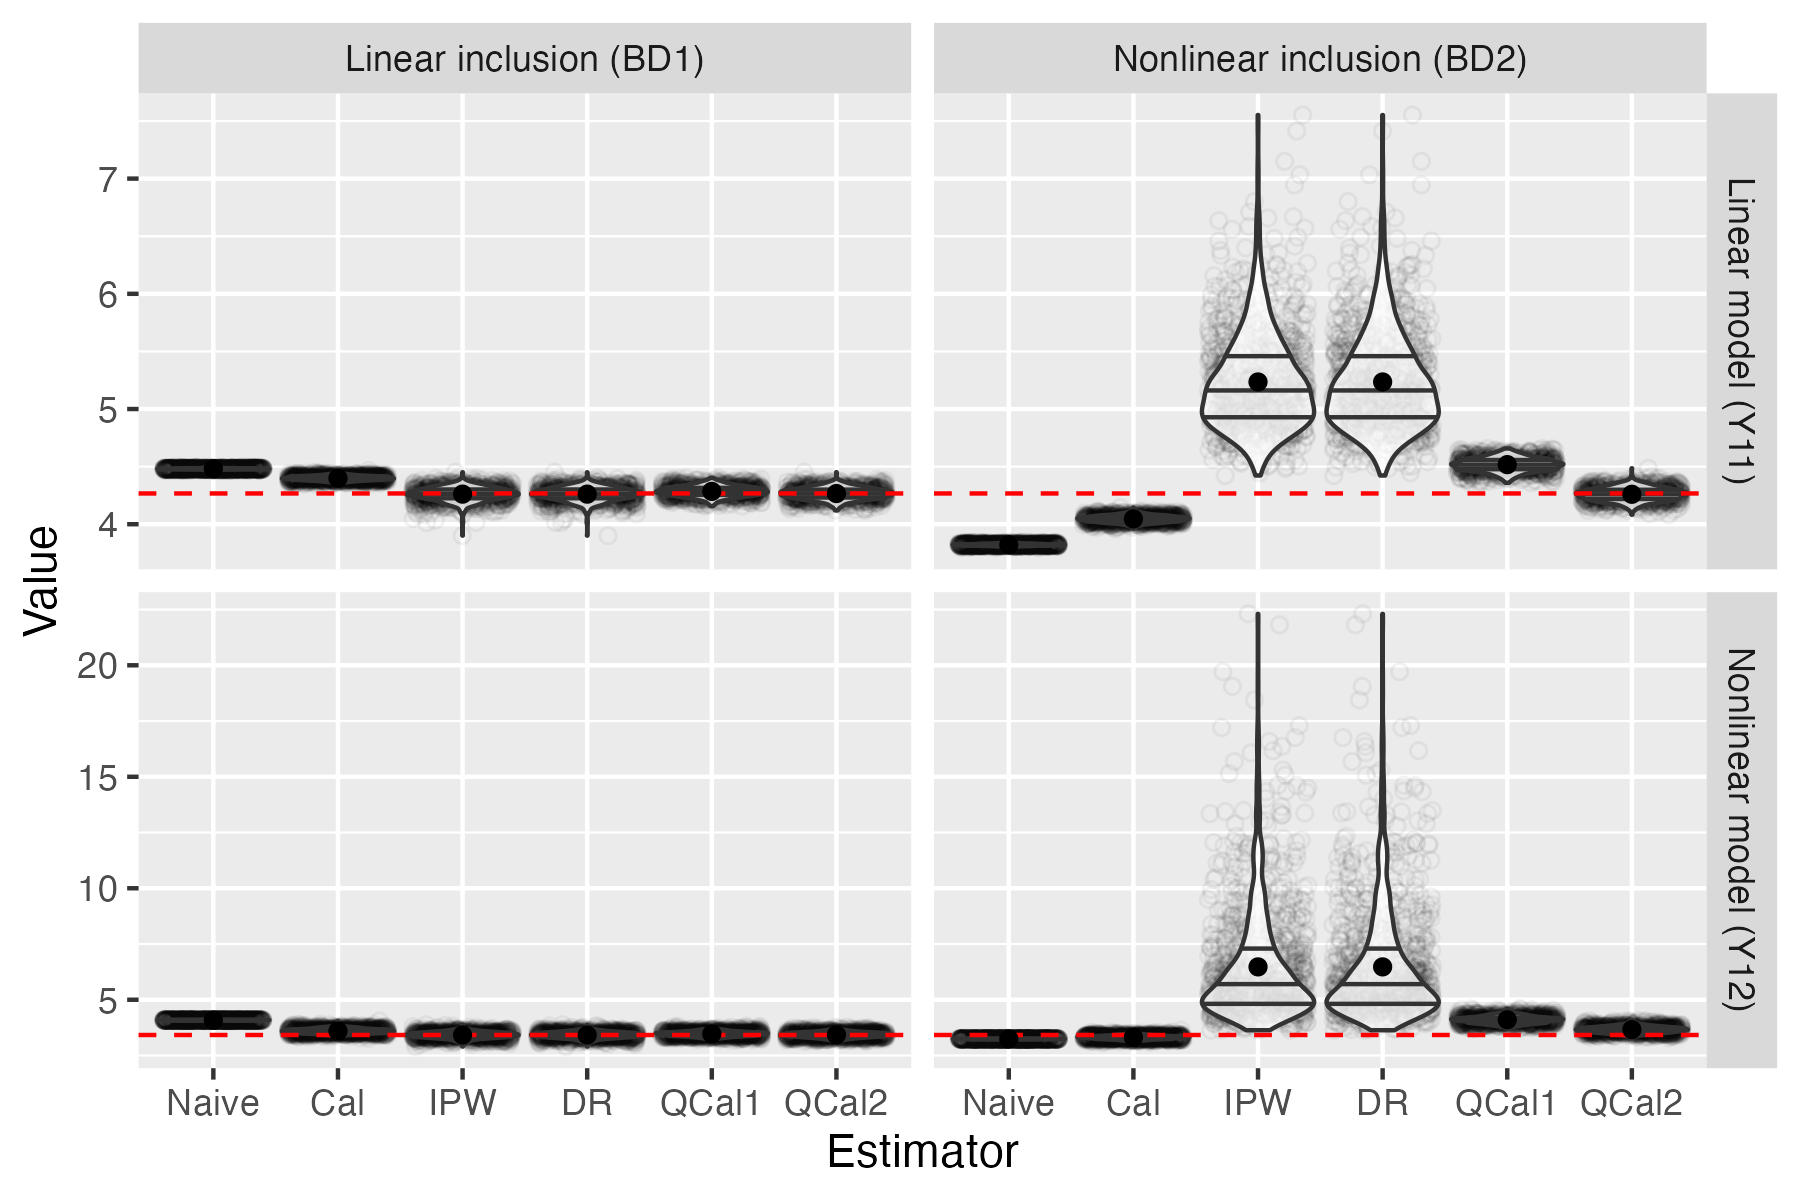 Linear inclusion (BD1)
Nonlinear inclusion (BD2)
7
6
5
4
Linear model (Y11)
Value
20
15
10
5
Nonlinear model (Y12)
Naive Cal IPW DR QCal1 QCal2
Naive Cal IPW DR QCal1 QCal2
Estimator